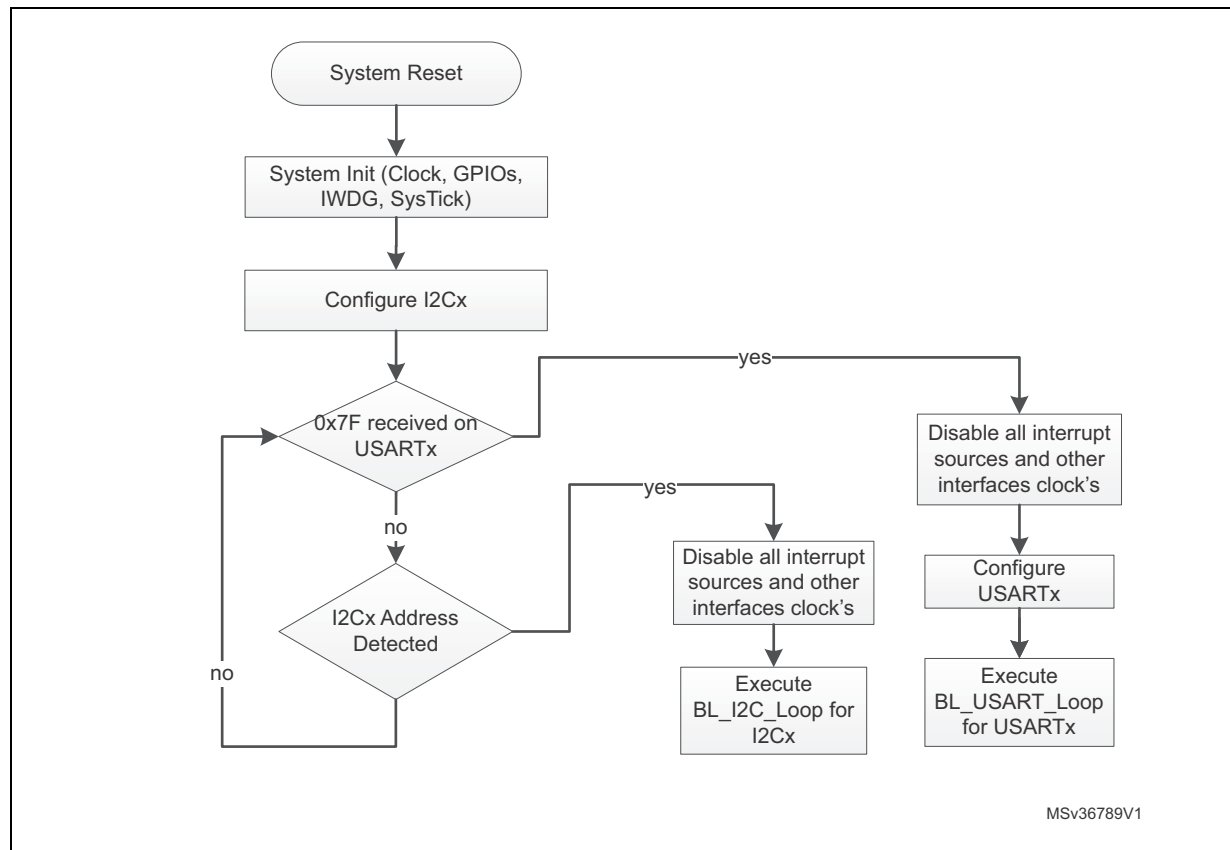 System Reset
System Init (Clock, GPIOs,
IWDG, SysTick)
Configure I2Cx
yes
0x7F received on
USARTx
Disable all interrupt
sources and other
interfaces clock's
yes
no
Disable all interrupt
sources and other
interfaces clock's
Configure
USARTx
I2Cx Address
Detected
no
Execute
BL_I2C_Loop for
I2Cx
Execute
BL_USART_Loop
for USARTx
MSv36789V1